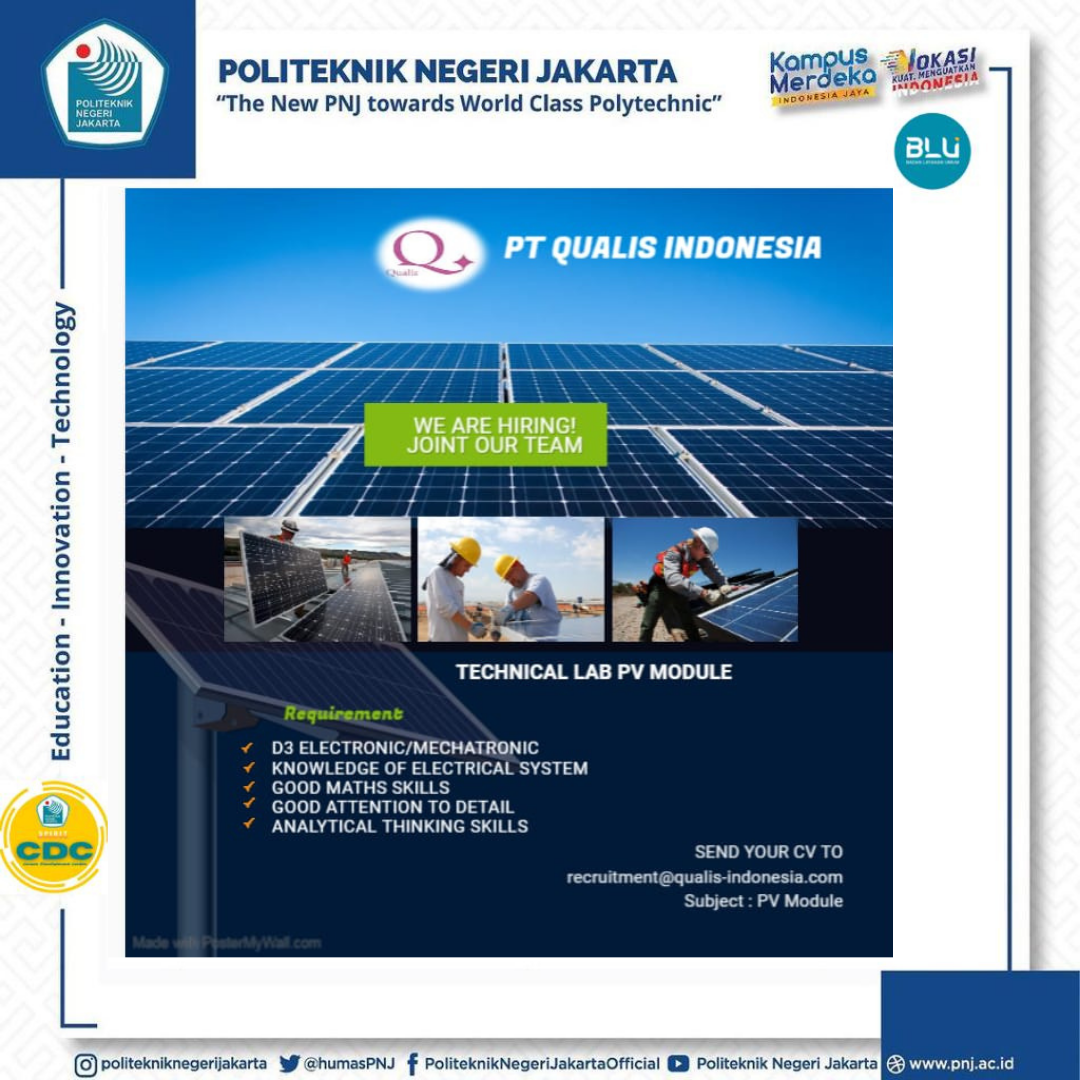 POLITEKNIK
NEGERI
JAKARTA
POLITEKNIK NEGERI JAKARTA
“The New PNJ towards World Class Polytechnic”
Kampus
Merdeka
INDONESIA JAYA
VOKASI
KUAT, MENGUATKAN
INDONESIA
BLU
Education - Innovation - Technology
Qualis
PT QUALIS INDONESIA
WE ARE HIRING!
JOINT OUR TEAM
TECHNICAL LAB PV MODULE
Requirement
D3 ELECTRONIC/MECHATRONIC
KNOWLEDGE OF ELECTRICAL SYSTEM
GOOD MATHS SKILLS
GOOD ATTENTION TO DETAIL
ANALYTICAL THINKING SKILLS
SEND YOUR CV TO
recruitment@qualis-indonesia.com
Subject : PV Module
SPIRIT
CDC
Made with PosterMyWall.com
politekniknegerijakarta @humasPNJ PoliteknikNegeriJakartaOfficial Politeknik Negeri Jakarta www.pnj.ac.id